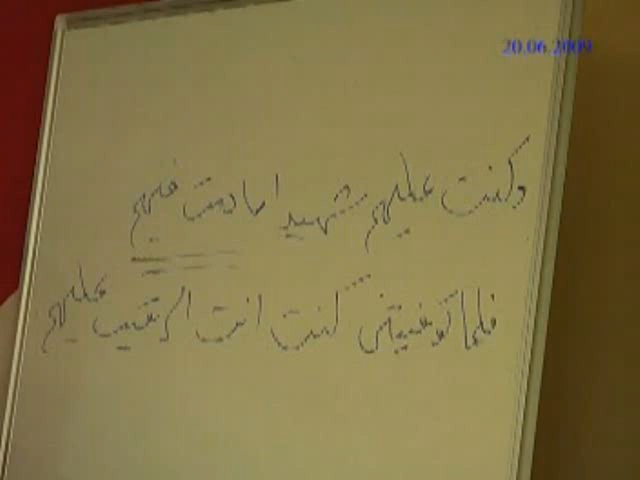 20.06.2009
وكنت عليهم شهيدا مادمت فيهم
فلما توفيتني كنت انت الرقيب عليهم